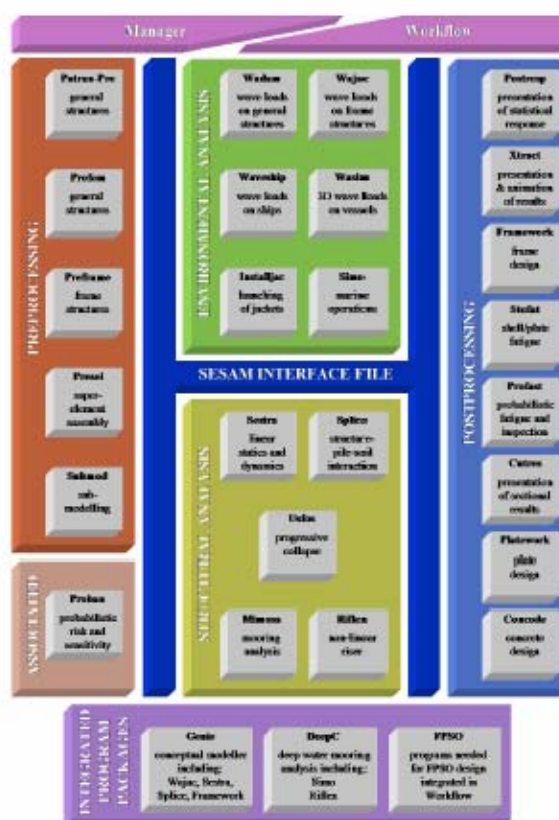 Manager
Workflow
PREPROCESSING
Patran-Pre
general
structures
Prefem
general
structures
Preframe
frame
structures
Presel
super-
element
assembly
Submod
sub-
modelling
ASSOCIATED
Proban
probabilistic
risk and
sensitivity
ENVIRONMENTAL ANALYSIS
Wadam
wave loads
on general
structures
Wajac
wave loads
on frame
structures
Waveship
wave loads
on ships
Wasim
3D wave loads
on vessels
Installjac
launching
of jackets
Simo
marine
operations
SESAM INTERFACE FILE
STRUCTURAL ANALYSIS
Sestra
linear
statics and
dynamics
Splice
structure-
pile-soil
interaction
Usfos
progressive
collapse
Mimosa
mooring
analysis
Riflex
non-linear
riser
POSTPROCESSING
Postresp
presentation
of statistical
response
Xtract
presentation
& animation
of results
Framework
frame
design
Stofat
shell/plate
fatigue
Profast
probabilistic
fatigue and
inspection
Cutres
presentation
of sectional
results
Platework
plate
design
Concode
concrete
design
INTEGRATED
PROGRAM
PACKAGES
Genie
conceptual modeller
including:
Wajac, Sestra,
Splice, Framework
DeepC
deep water mooring
analysis including:
Simo
Riflex
FPSO
programs needed
for FPSO design
integrated in
Workflow